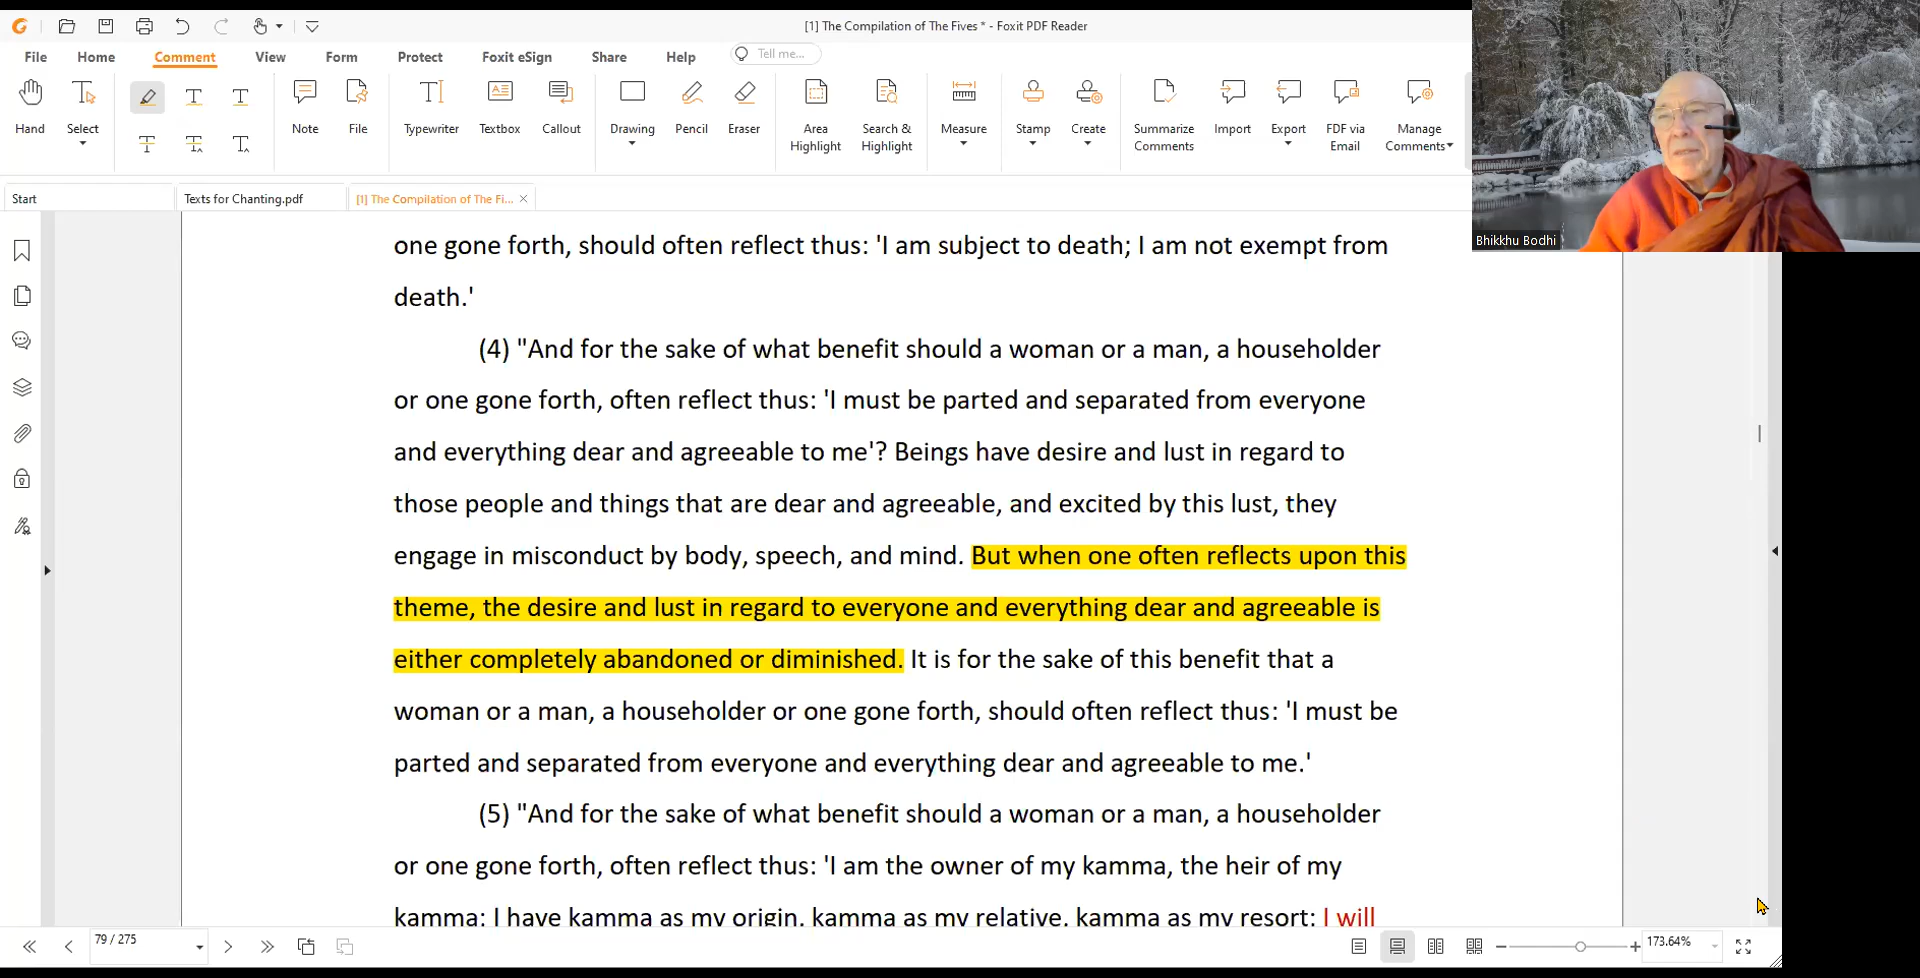 [1] The Compilation of The Fives * - Foxit PDF Reader
File Home Comment View Form Protect Foxit eSign Share Help Tell me...
Hand Select Note File Typewriter Textbox Callout Drawing Pencil Eraser Area Highlight Search & Highlight Measure Stamp Create Summarize Comments Import Export FDF via Email Manage Comments
Bhikkhu Bodhi
Start Texts for Chanting.pdf [1] The Compilation of The Fi...
one gone forth, should often reflect thus: 'I am subject to death; I am not exempt from
death.'
(4) "And for the sake of what benefit should a woman or a man, a householder
or one gone forth, often reflect thus: 'I must be parted and separated from everyone
and everything dear and agreeable to me'? Beings have desire and lust in regard to
those people and things that are dear and agreeable, and excited by this lust, they
engage in misconduct by body, speech, and mind. But when one often reflects upon this
theme, the desire and lust in regard to everyone and everything dear and agreeable is
either completely abandoned or diminished. It is for the sake of this benefit that a
woman or a man, a householder or one gone forth, should often reflect thus: 'I must be
parted and separated from everyone and everything dear and agreeable to me.'
(5) "And for the sake of what benefit should a woman or a man, a householder
or one gone forth, often reflect thus: 'I am the owner of my kamma, the heir of my
kamma; I have kamma as my origin, kamma as my relative, kamma as my resort; I will
79 / 275
173.64%